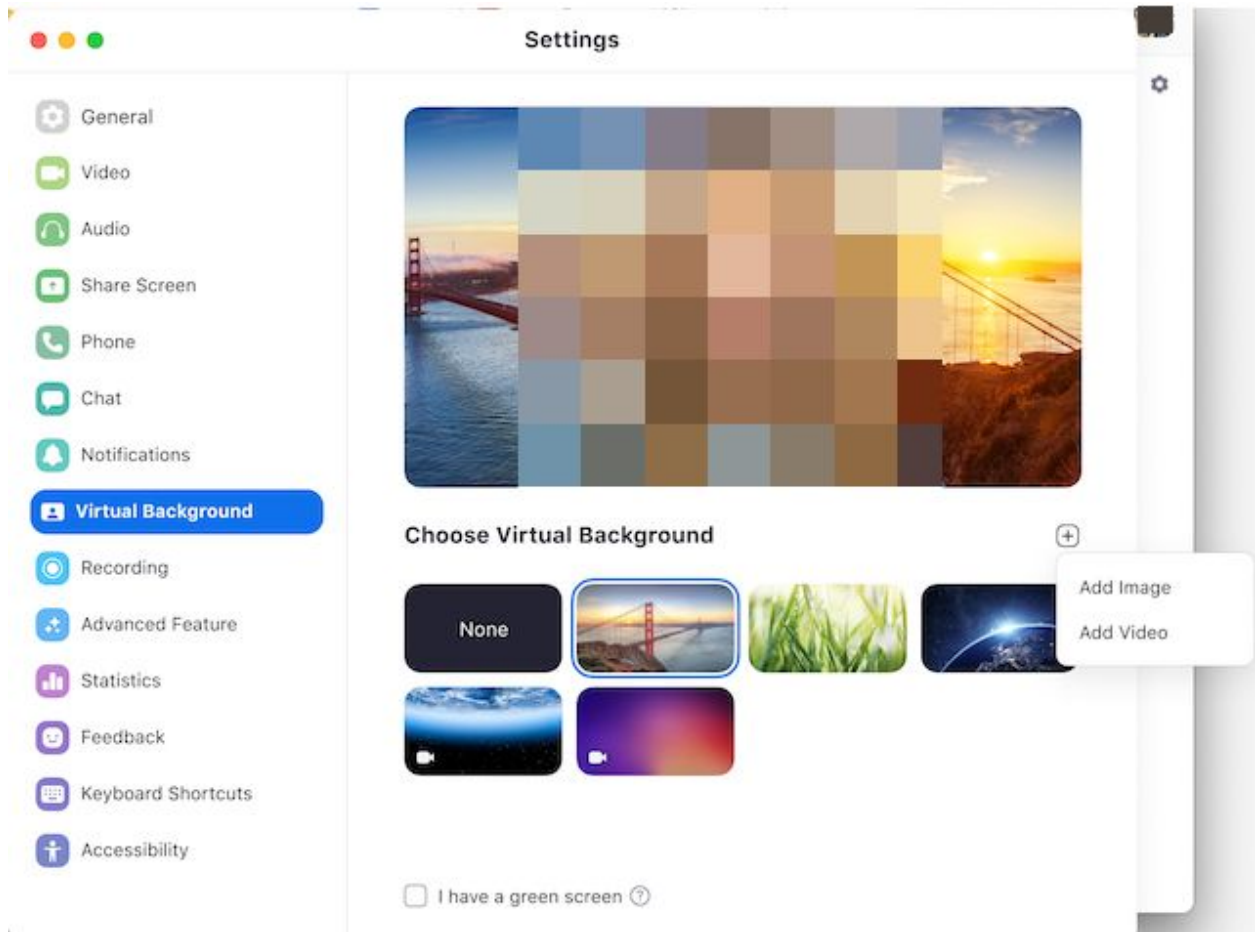 Settings
General
Video
Audio
Share Screen
Phone
Chat
Notifications
Virtual Background
Recording
Advanced Feature
Statistics
Feedback
Keyboard Shortcuts
Accessibility
Choose Virtual Background
Add Image
Add Video
None
I have a green screen ?